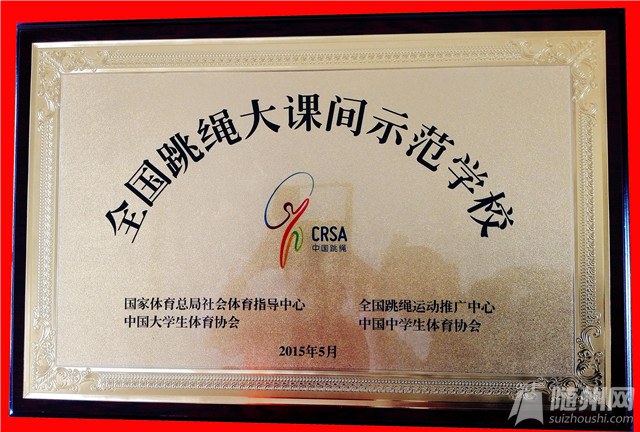 全国跳绳大课间示范学校
CRSA
中国跳绳
国家体育总局社会体育指导中心 全国跳绳运动推广中心
中国大学生体育协会 中国中学生体育协会
2015年5月
随州网
suizhoushi.com